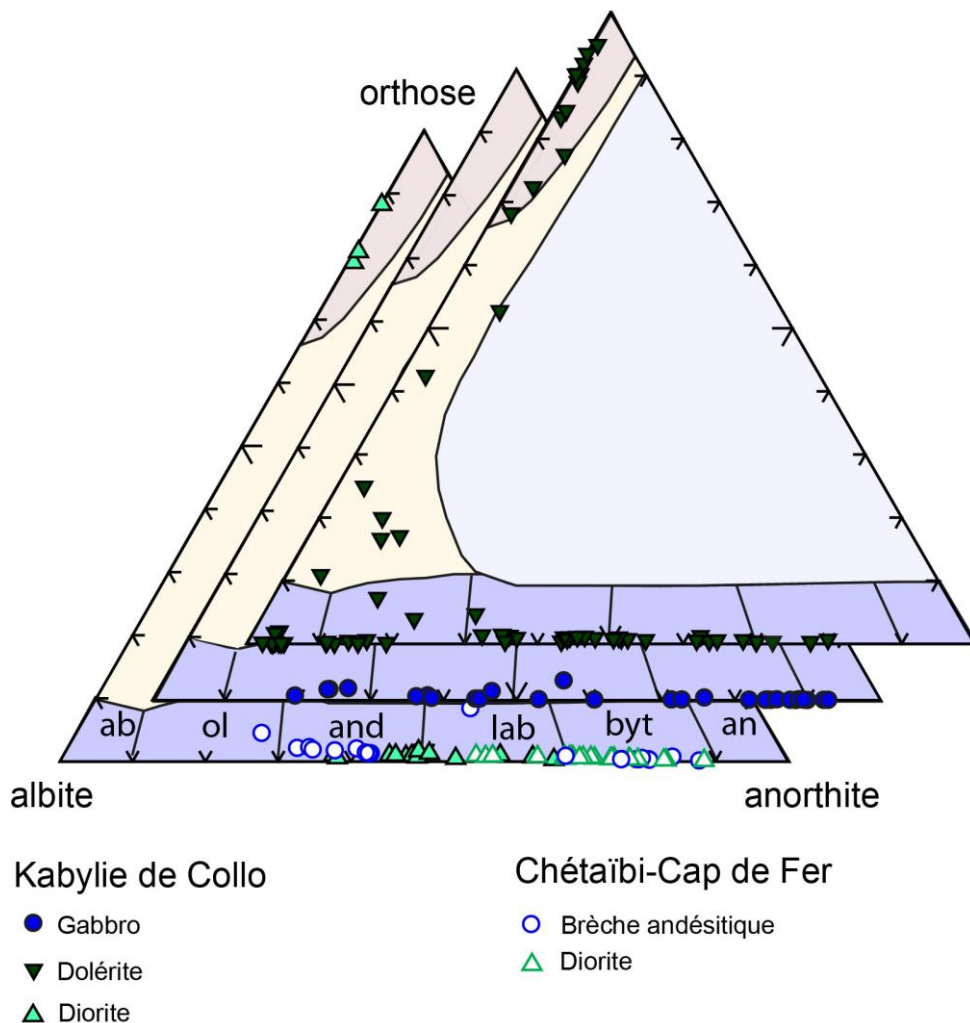 orthose
ab ol and lab byt an
albite anorthite
Kabylie de Collo
Gabbro
Dolérite
Diorite
Chétaïbi-Cap de Fer
Brèche andésitique
Diorite